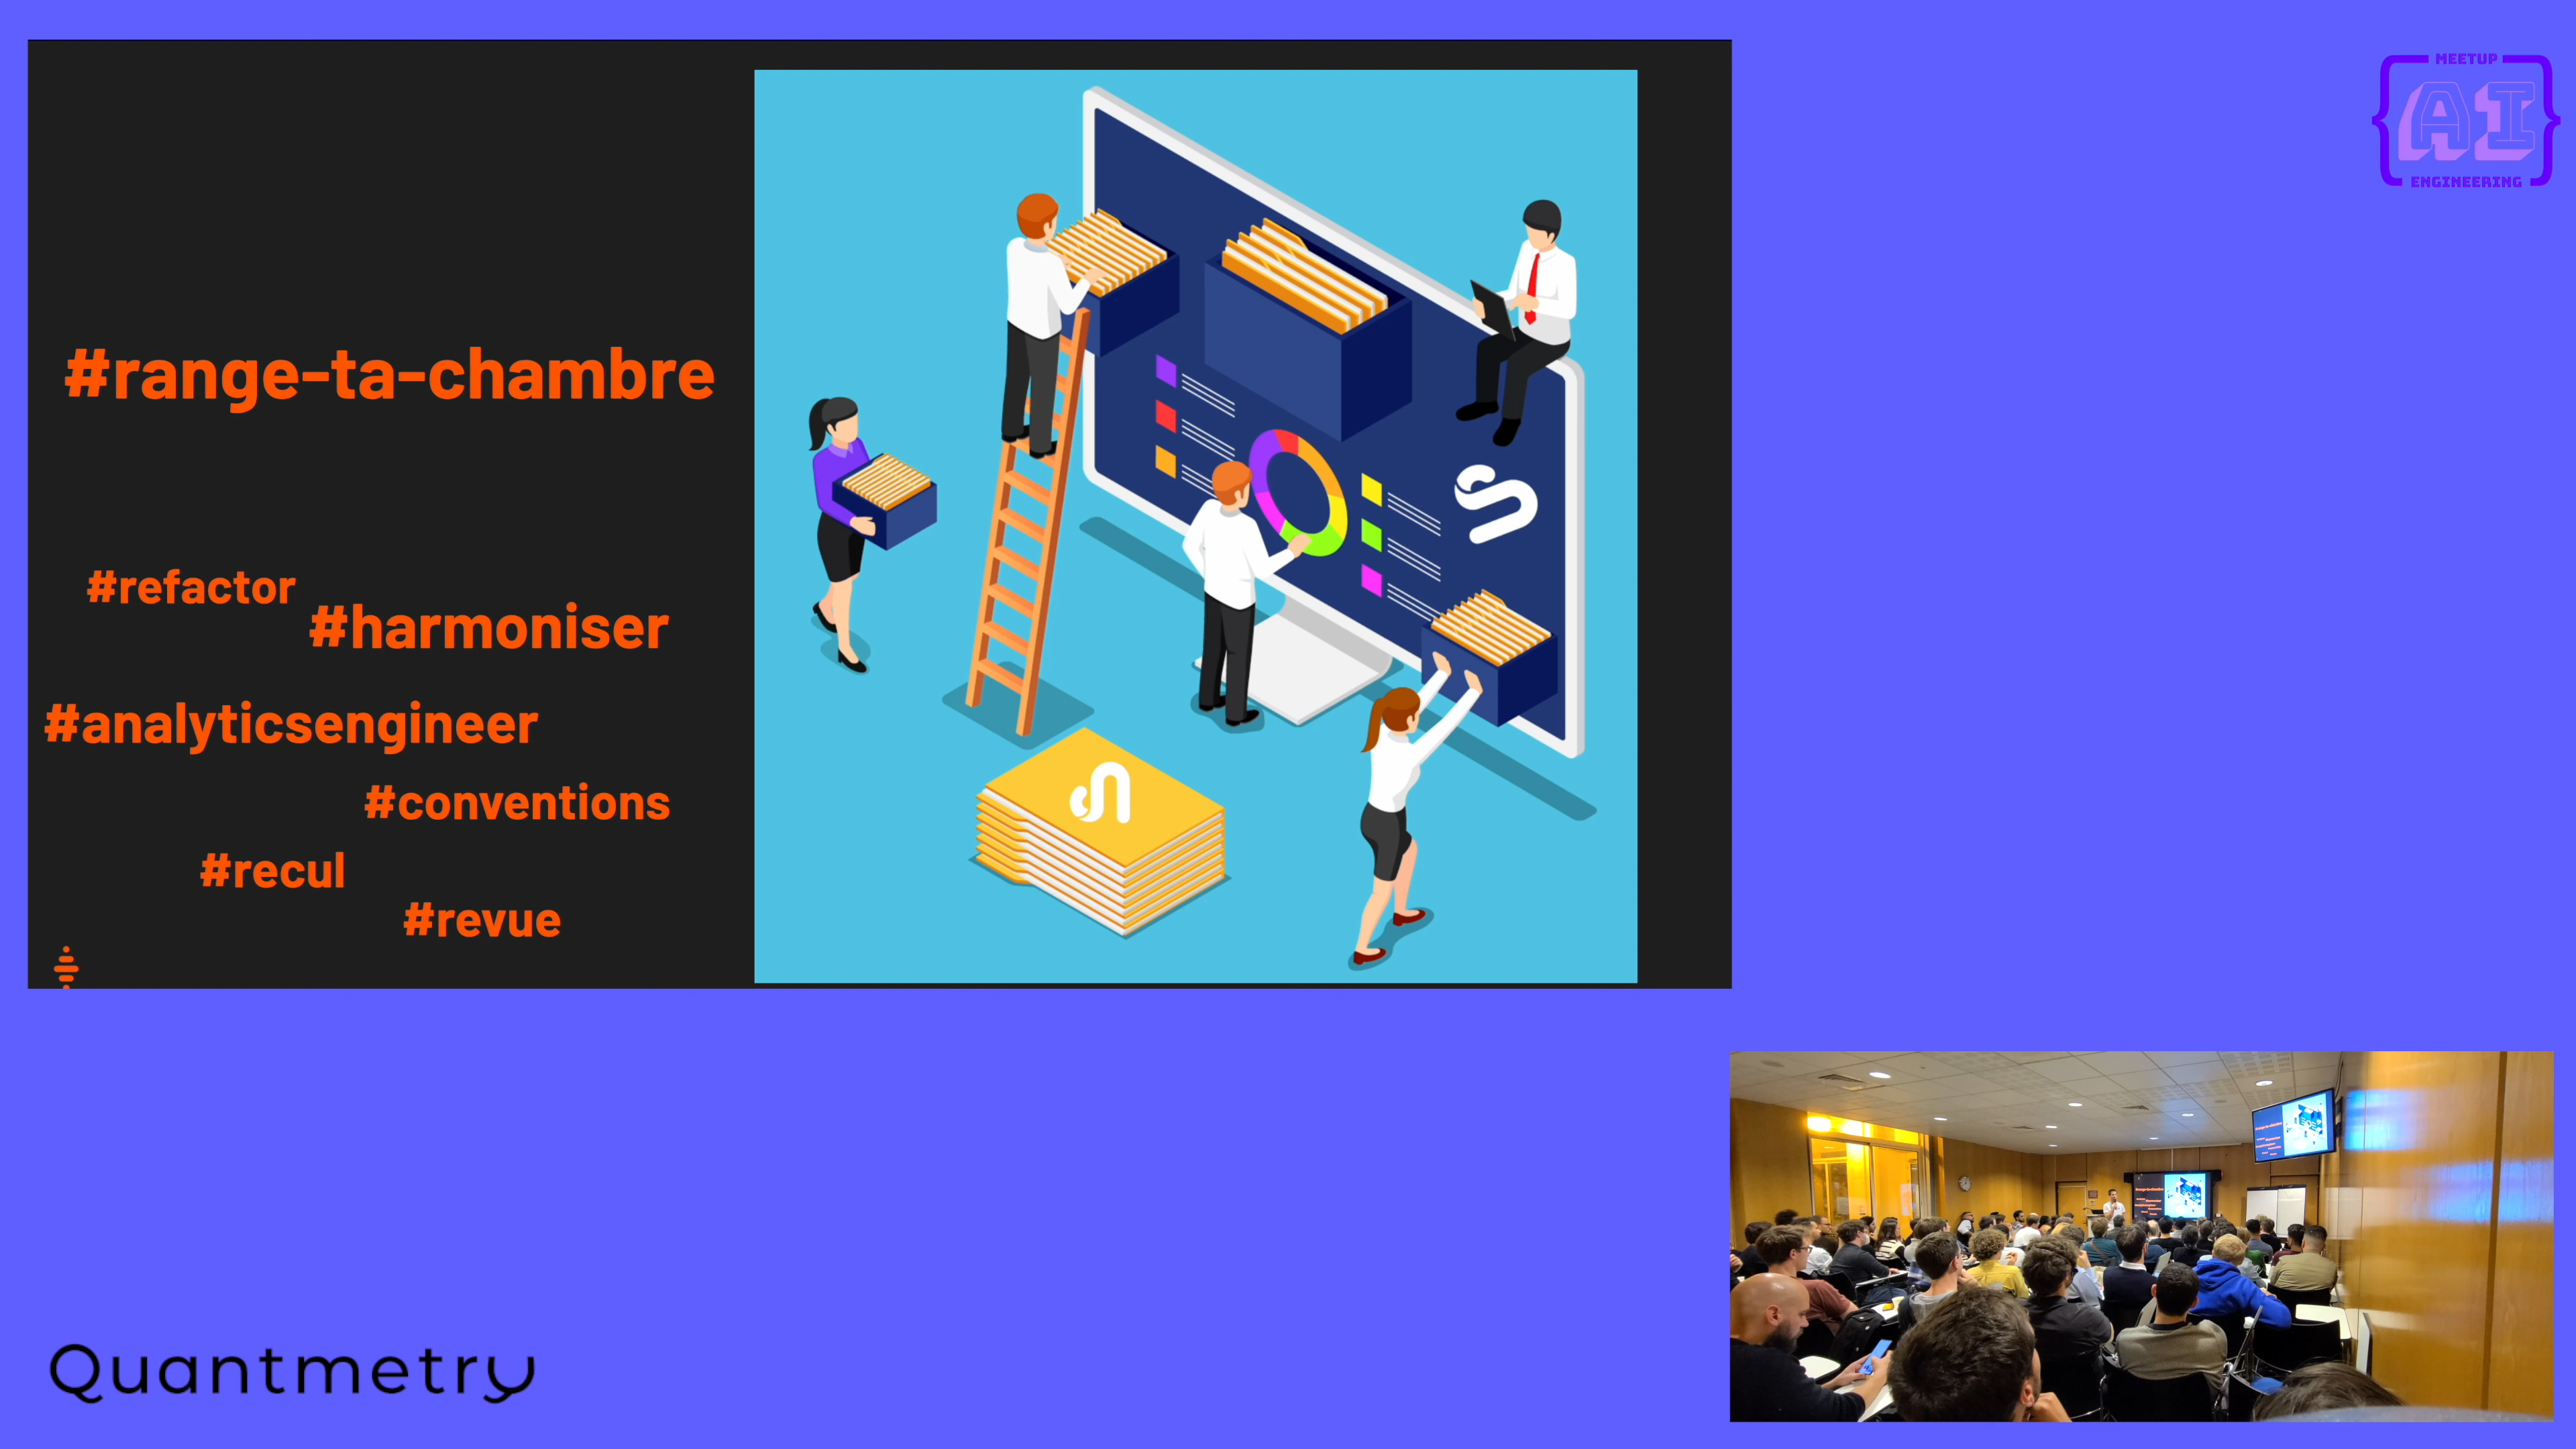 #range-ta-chambre
#refactor
#harmoniser
#analyticsengineer
#conventions
#recul
#revue
MEETUP
AI
ENGINEERING
Quantmetry